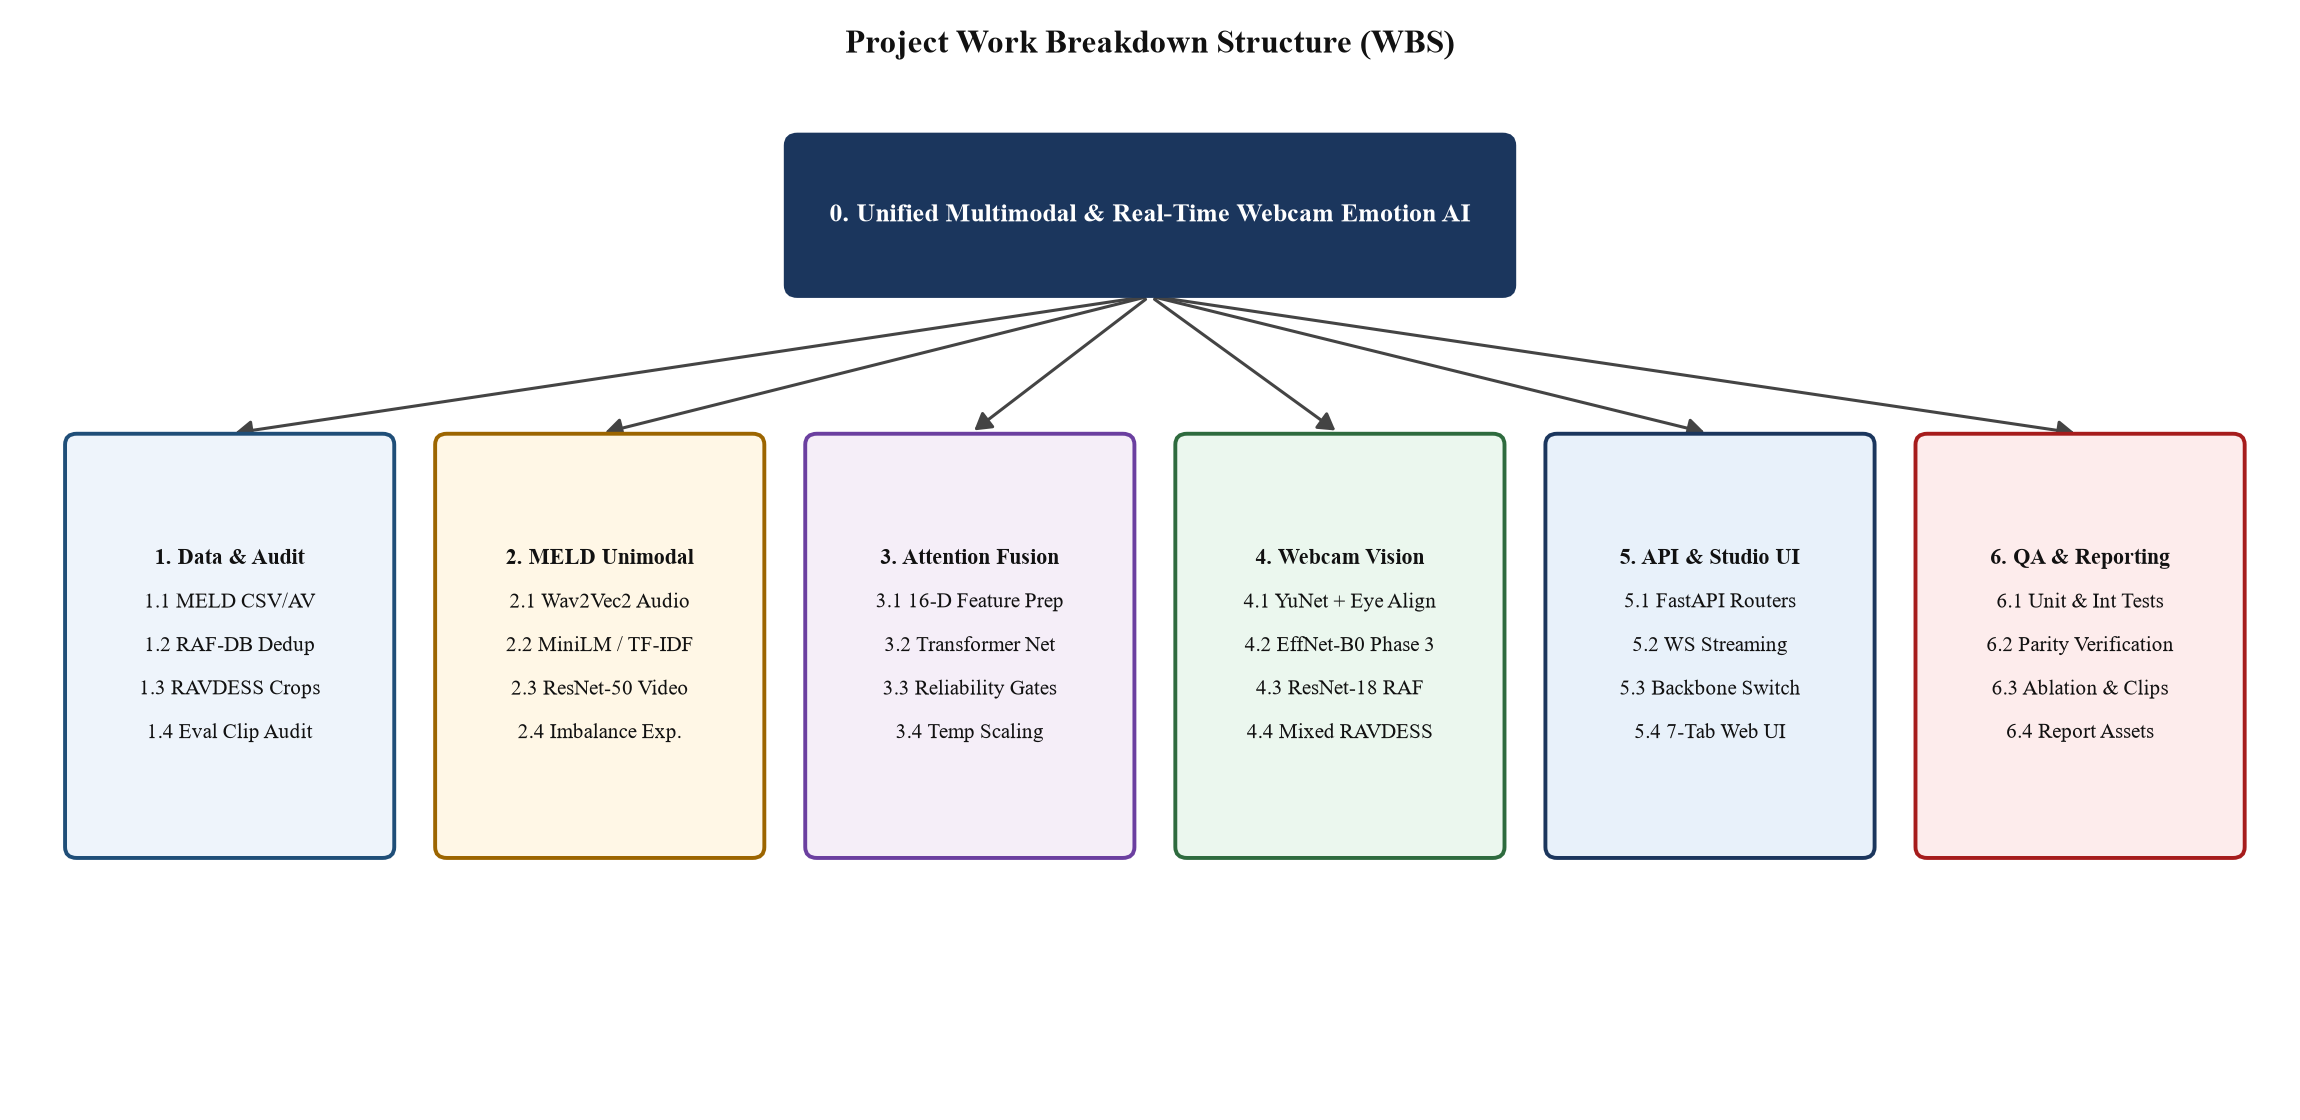 Project Work Breakdown Structure (WBS)
0. Unified Multimodal & Real-Time Webcam Emotion AI
1. Data & Audit
1.1 MELD CSV/AV
1.2 RAF-DB Dedup
1.3 RAVDESS Crops
1.4 Eval Clip Audit
2. MELD Unimodal
2.1 Wav2Vec2 Audio
2.2 MiniLM / TF-IDF
2.3 ResNet-50 Video
2.4 Imbalance Exp.
3. Attention Fusion
3.1 16-D Feature Prep
3.2 Transformer Net
3.3 Reliability Gates
3.4 Temp Scaling
4. Webcam Vision
4.1 YuNet + Eye Align
4.2 EffNet-B0 Phase 3
4.3 ResNet-18 RAF
4.4 Mixed RAVDESS
5. API & Studio UI
5.1 FastAPI Routers
5.2 WS Streaming
5.3 Backbone Switch
5.4 7-Tab Web UI
6. QA & Reporting
6.1 Unit & Int Tests
6.2 Parity Verification
6.3 Ablation & Clips
6.4 Report Assets